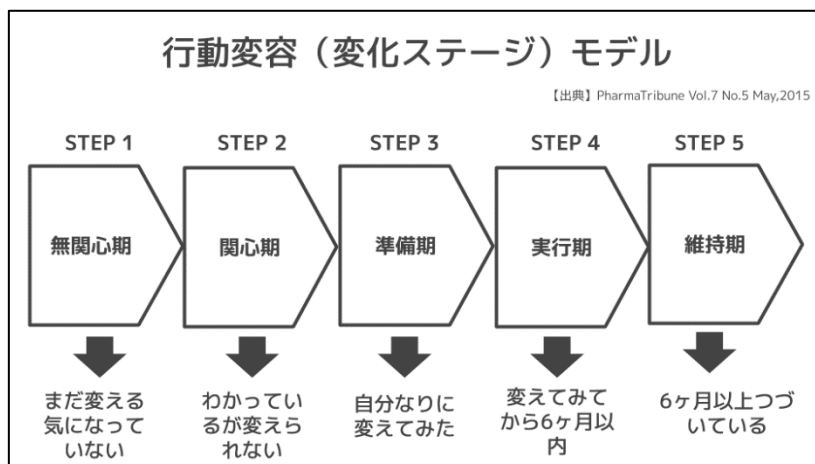 行動変容（変化ステージ）モデル
【出典】PharmaTribune Vol.7 No.5 May,2015
STEP 1
STEP 2
STEP 3
STEP 4
STEP 5
無関心期
関心期
準備期
実行期
維持期
まだ変える
気になって
いない
わかってい
るが変えら
れない
自分なりに
変えてみた
変えてみて
から6ヶ月以
内
6ヶ月以上つづ
いている